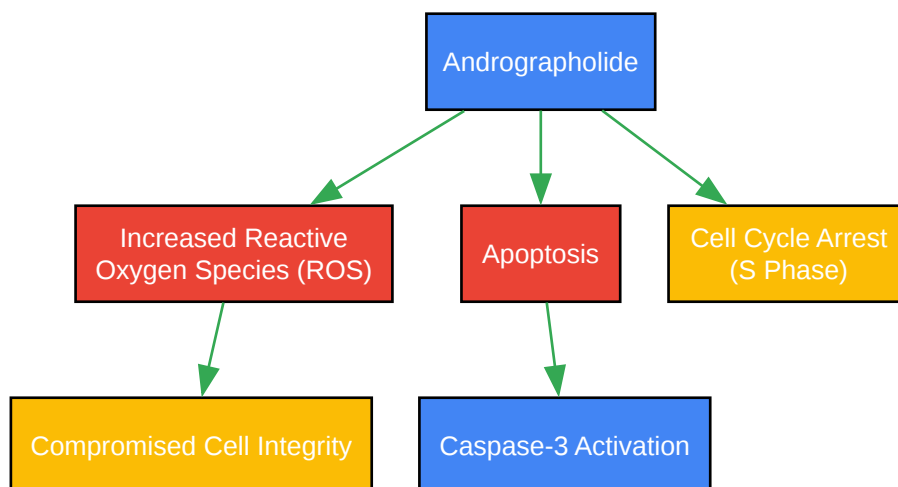 Andrographolide
Increased Reactive
Oxygen Species (ROS)
Apoptosis
Cell Cycle Arrest
(S Phase)
Compromised Cell Integrity
Caspase-3 Activation